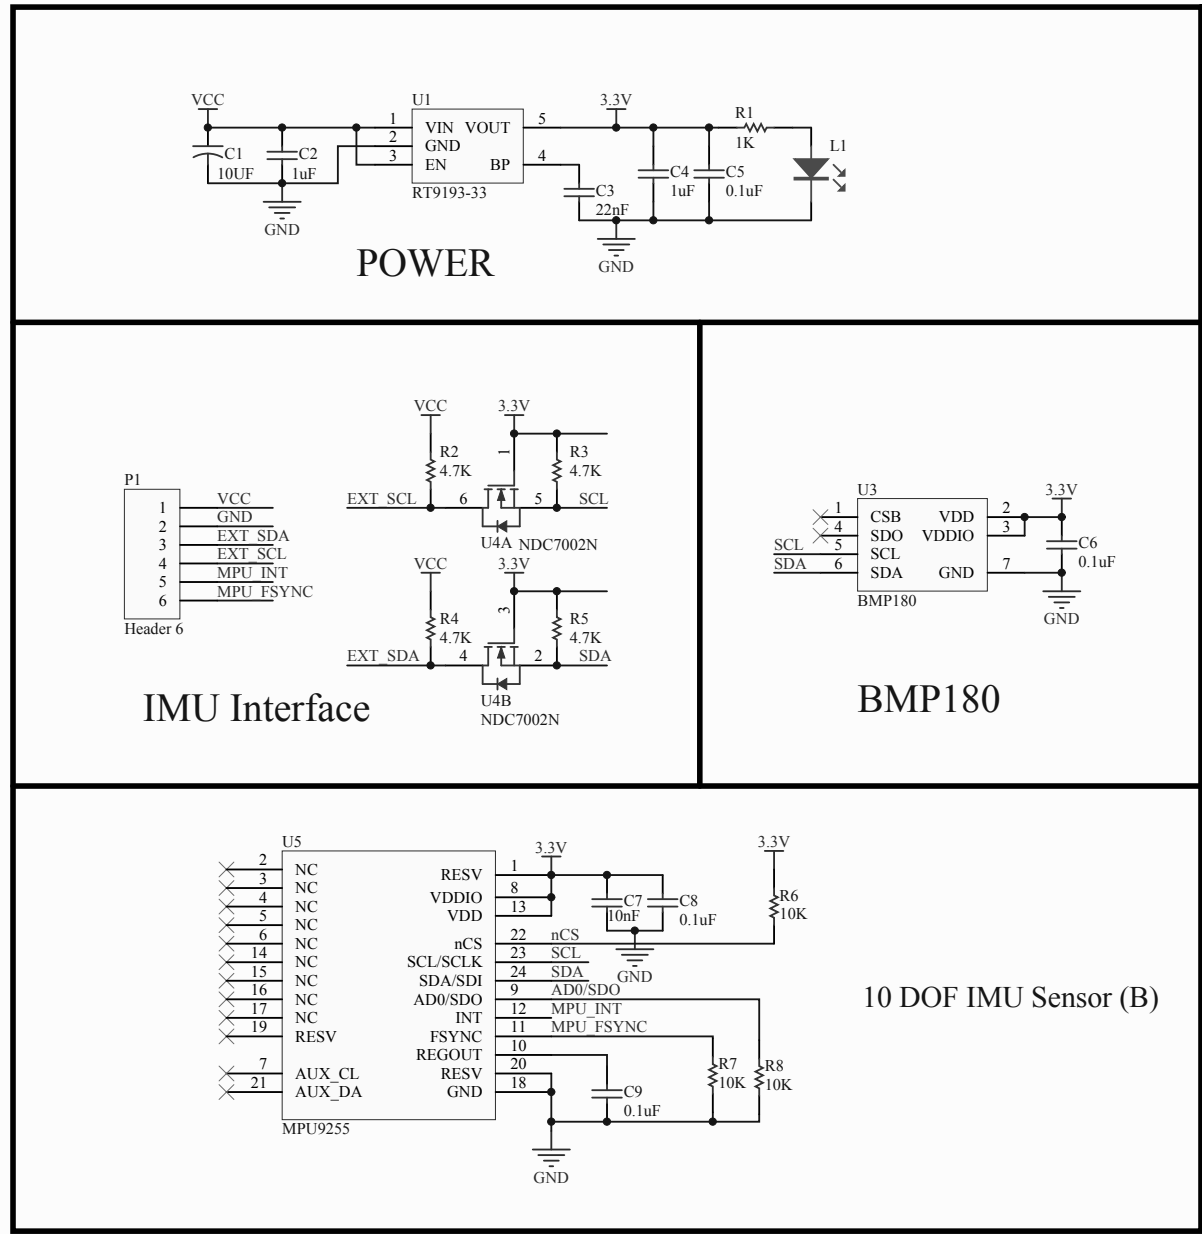 VCC
U1
3.3V
1 VIN VOUT 5
2 GND
3 EN BP 4
RT9193-33
C1
10UF
C2
1uF
GND
C3
22nF
GND
C4
1uF
C5
0.1uF
R1
1K
L1
POWER
P1
1 VCC
2 GND
3 EXT_SDA
4 EXT_SCL
5 MPU_INT
6 MPU_FSYNC
Header 6
VCC
3.3V
R2
4.7K
1
R3
4.7K
EXT_SCL 6 5 SCL
U4A NDC7002N
VCC
3.3V
R4
4.7K
3
R5
4.7K
EXT_SDA 4 2 SDA
U4B
NDC7002N
IMU Interface
U3
3.3V
1 CSB VDD 2
4 SDO VDDIO 3
SCL 5 SCL
SDA 6 SDA GND 7
BMP180
C6
0.1uF
GND
BMP180
U5
2 NC
3 NC
4 NC
5 NC
6 NC
14 NC
15 NC
16 NC
17 NC
19 RESV
7 AUX_CL
21 AUX_DA
RESV 1
VDDIO 8
VDD 13
nCS 22 nCS
SCL/SCLK 23 SCL
SDA/SDI 24 SDA
AD0/SDO 9 AD0/SDO
INT 12 MPU_INT
FSYNC 11 MPU_FSYNC
REGOUT 10
RESV 20
GND 18
MPU9255
3.3V
C7
10nF
C8
0.1uF
GND
3.3V
R6
10K
R7
10K
R8
10K
C9
0.1uF
GND
10 DOF IMU Sensor (B)